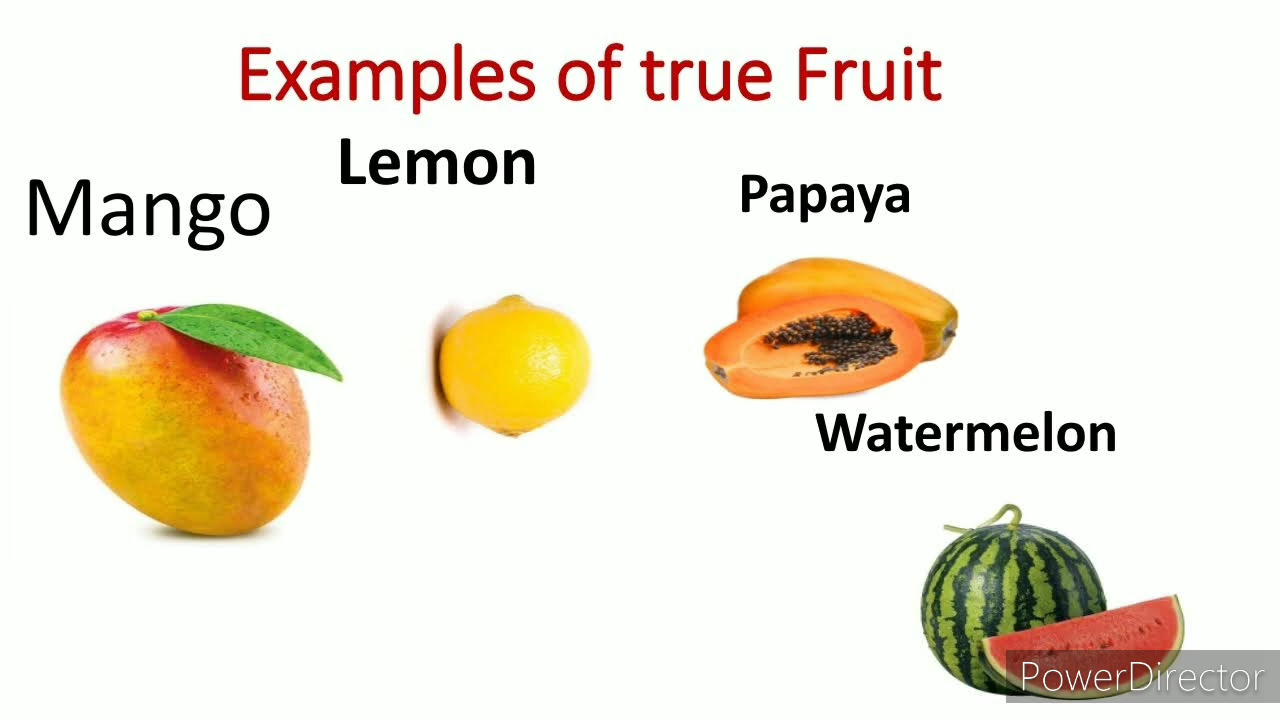 Examples of true Fruit
Lemon
Mango
Papaya
Watermelon
PowerDirector